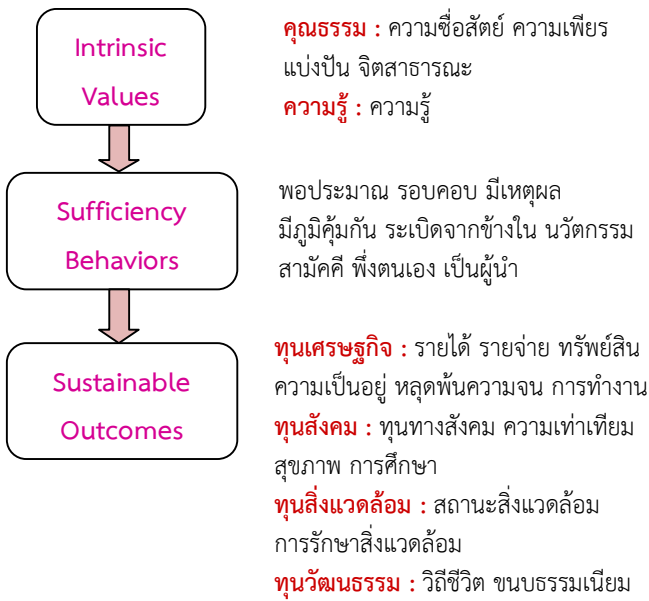 Intrinsic
Values
คุณธรรม : ความซื่อสัตย์ ความเพียร
แบ่งปัน จิตสาธารณะ
ความรู้ : ความรู้
Sufficiency
Behaviors
พอประมาณ รอบคอบ มีเหตุผล
มีภูมิคุ้มกัน ระเบิดจากข้างใน นวัตกรรม
สามัคคี พึ่งตนเอง เป็นผู้นำ
Sustainable
Outcomes
ทุนเศรษฐกิจ : รายได้ รายจ่าย ทรัพย์สิน
ความเป็นอยู่ หลุดพ้นความจน การทำงาน
ทุนสังคม : ทุนทางสังคม ความเท่าเทียม
สุขภาพ การศึกษา
ทุนสิ่งแวดล้อม : สถานะสิ่งแวดล้อม
การรักษาสิ่งแวดล้อม
ทุนวัฒนธรรม : วิถีชีวิต ขนบธรรมเนียม